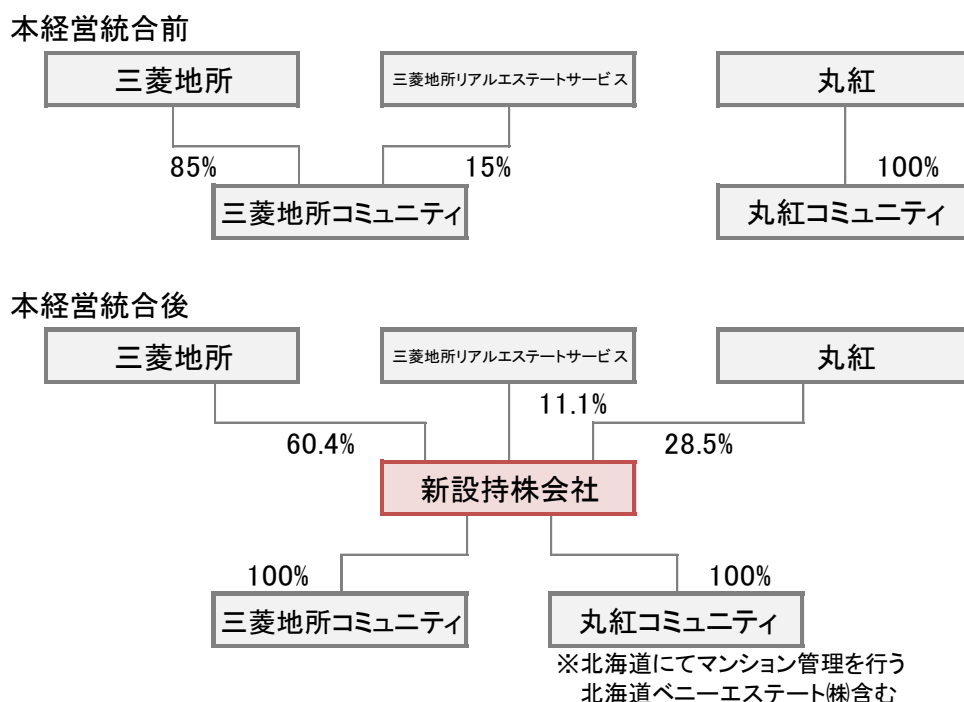 本経営統合前
三菱地所
三菱地所リアルエステートサービス
丸紅
85%
15%
100%
三菱地所コミュニティ
丸紅コミュニティ
本経営統合後
三菱地所
三菱地所リアルエステートサービス
丸紅
11.1%
60.4%
28.5%
新設持株会社
100%
100%
三菱地所コミュニティ
丸紅コミュニティ
※北海道にてマンション管理を行う
北海道ベニーエステート㈱含む